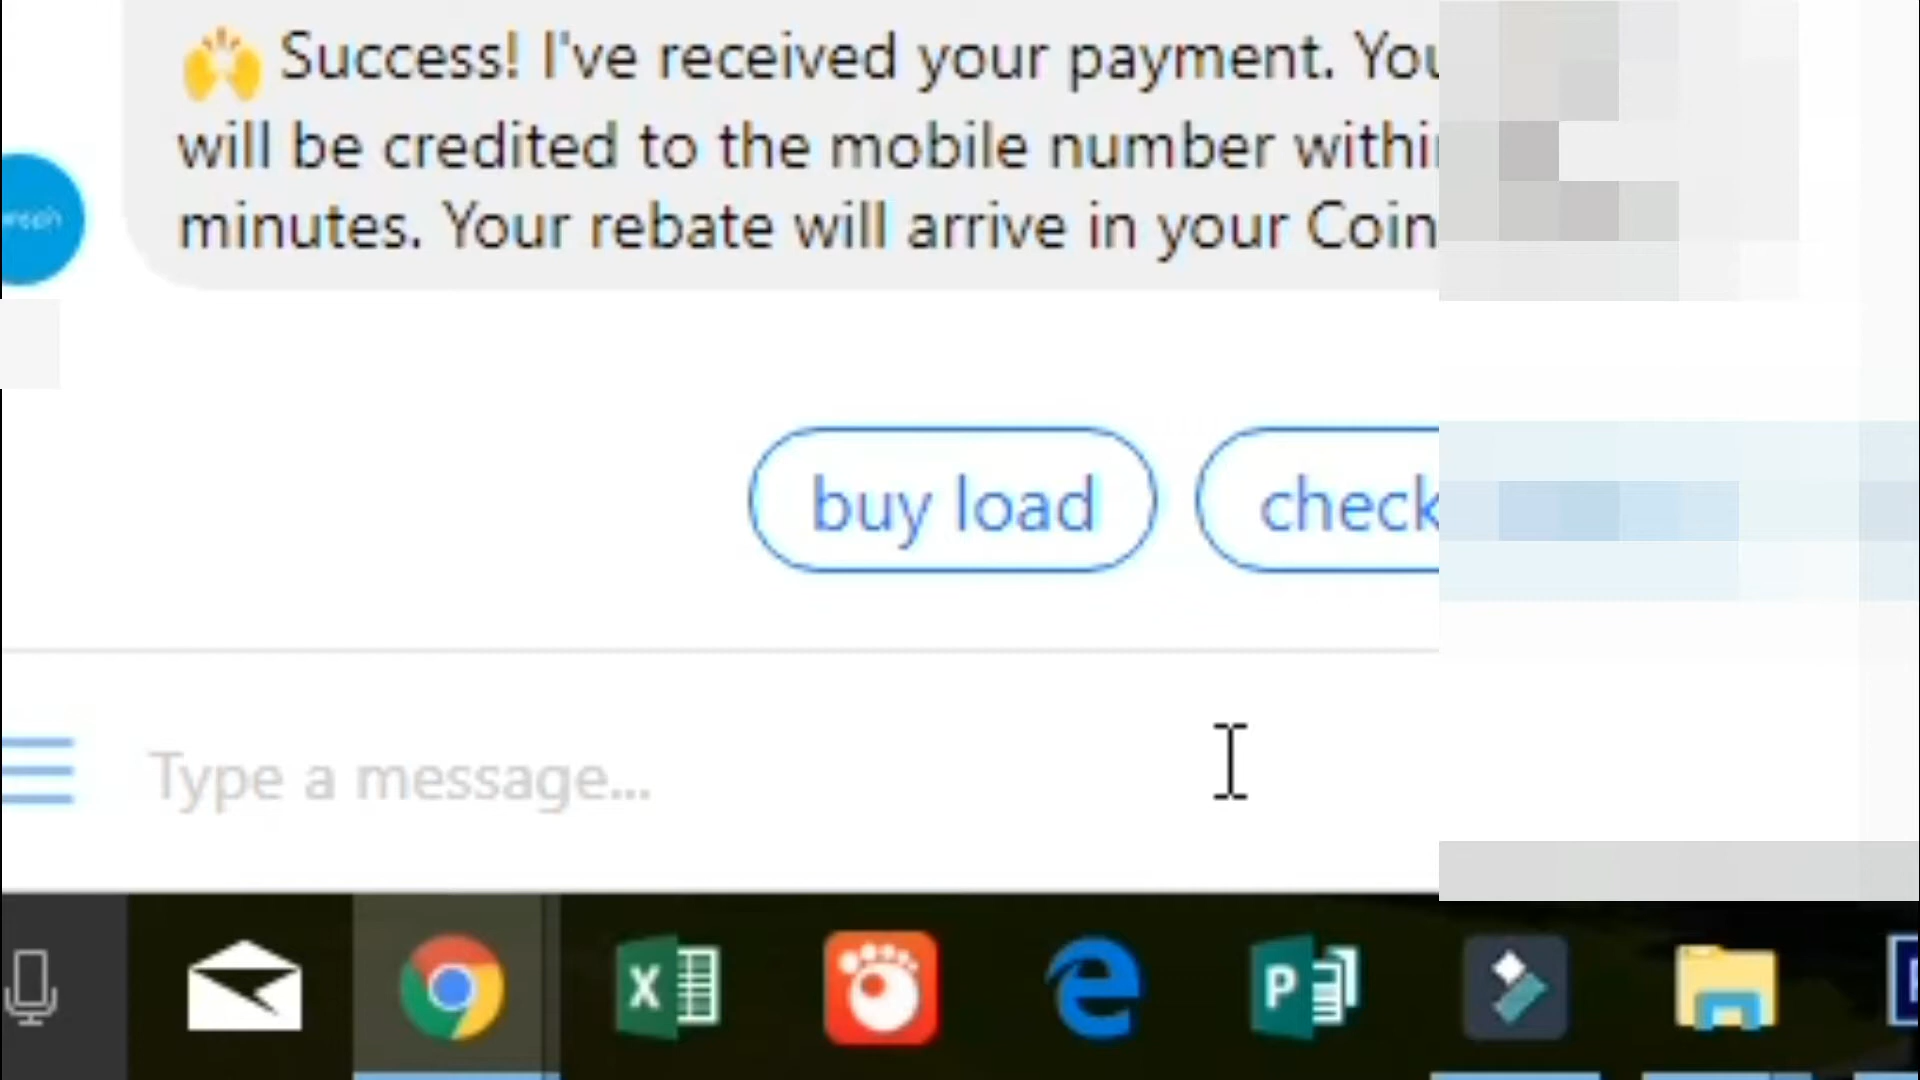 🙌 Success! I've received your payment. You
will be credited to the mobile number within
minutes. Your rebate will arrive in your Coin
buy load
check
Type a message...